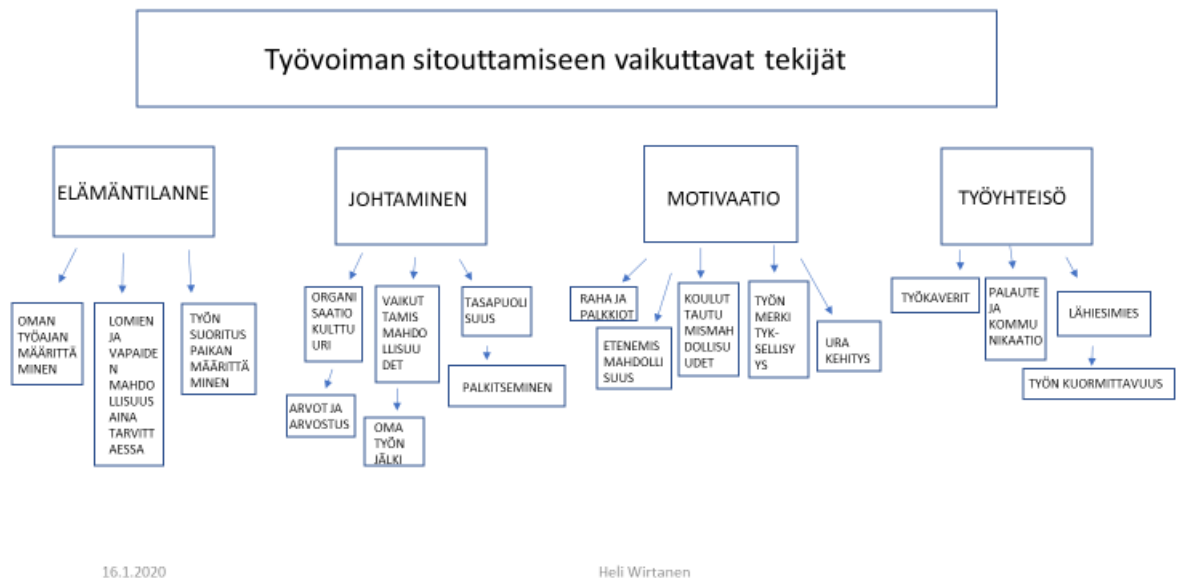 Työvoiman sitouttamiseen vaikuttavat tekijät
ELÄMÄNTILANNE
JOHTAMINEN
MOTIVAATIO
TYÖYHTEISÖ
OMAN
TYÖAJAN
MÄÄRITTÄ
MINEN
LOMIEN
JA
VAPAIDE
N
MAHDO
LLISUUS
AINA
TARVITT
AESSA
TYÖN
SUORITUS
PAIKAN
MÄÄRITTÄ
MINEN
ORGANI
SAATIO
KULTTU
URI
ARVOT JA
ARVOSTUS
VAIKUT
TAMIS
MAHDO
LLISUU
DET
OMA
TYÖN
JÄLKI
TASAPUOLI
SUUS
PALKITSEMINEN
RAHA JA
PALKKIOT
ETENEMIS
MAHDOLLI
SUUS
KOULUT
TAUTU
MISMAH
DOLLISU
UDET
TYÖN
MERKI
TYK-
SELLISY
YS
URA
KEHITYS
TYÖKAVERIT
PALAUTE
JA
KOMMU
NIKAATIO
LÄHIESIMIES
TYÖN KUORMITTAVUUS
16.1.2020
Heli Wirtanen